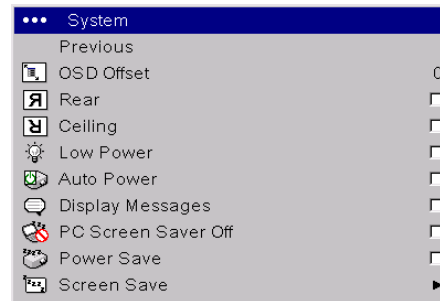 System
Previous
OSD Offset 0
Rear
Ceiling
Low Power
Auto Power
Display Messages
PC Screen Saver Off
Power Save
Screen Save